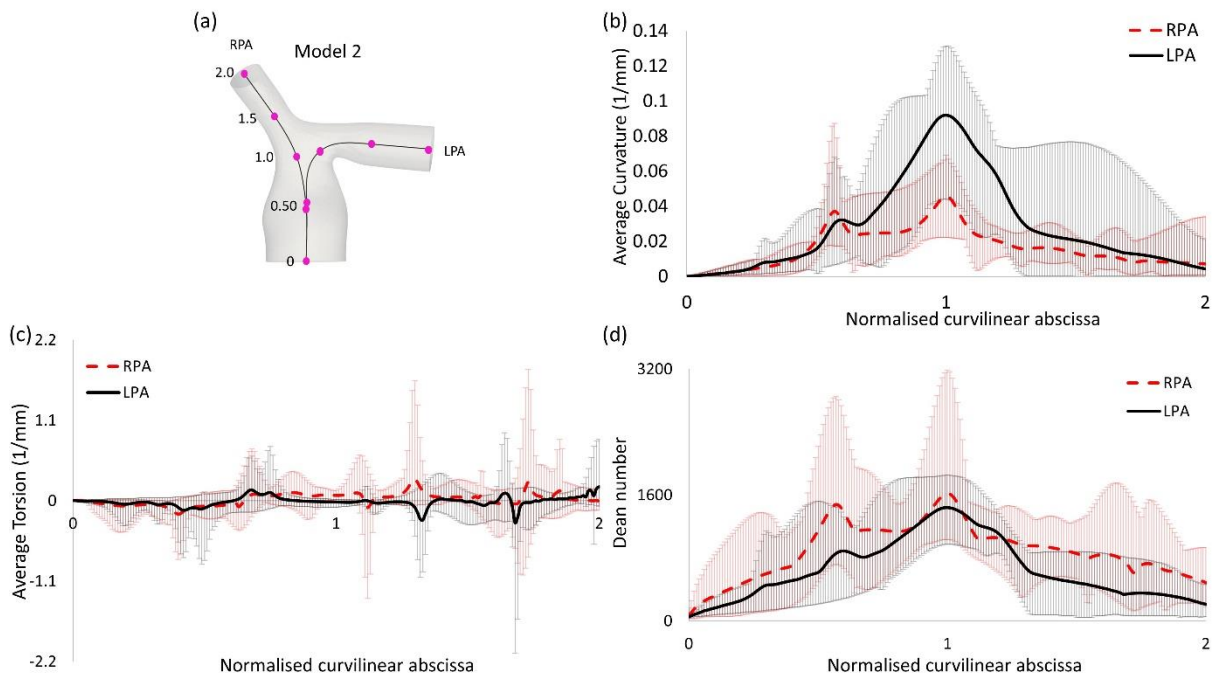 (a)
RPA
Model 2
2.0
1.5
1.0
LPA
0.50
0
(b)
0.14
0.12
0.1
0.08
0.06
0.04
0.02
0
Average Curvature (1/mm)
RPA
LPA
0
1
2
Normalised curvilinear abscissa
(c)
2.2
1.1
0
-1.1
-2.2
Average Torsion (1/mm)
RPA
LPA
0
1
2
Normalised curvilinear abscissa
(d)
3200
1600
0
Dean number
RPA
LPA
0
1
2
Normalised curvilinear abscissa